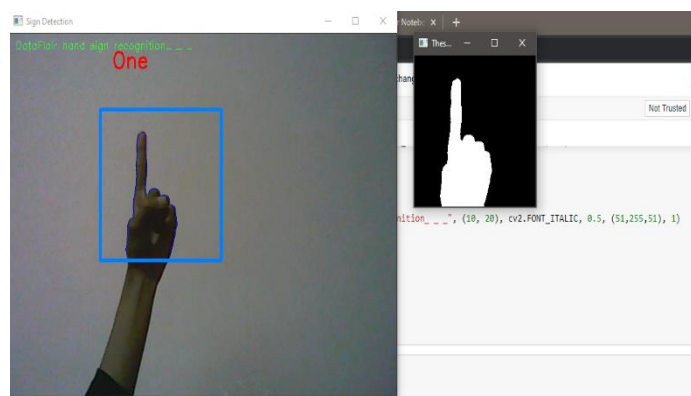 Sign Detection
DataFlair hand sign recognition_ _ _
One
Thes...
Not Trusted
nition_ _ _", (10, 20), cv2.FONT_ITALIC, 0.5, (51,255,51), 1)